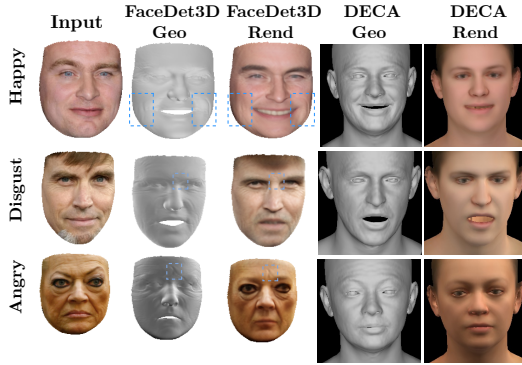 Input
FaceDet3D
Geo
FaceDet3D
Rend
DECA
Geo
DECA
Rend
Happy
Disgust
Angry